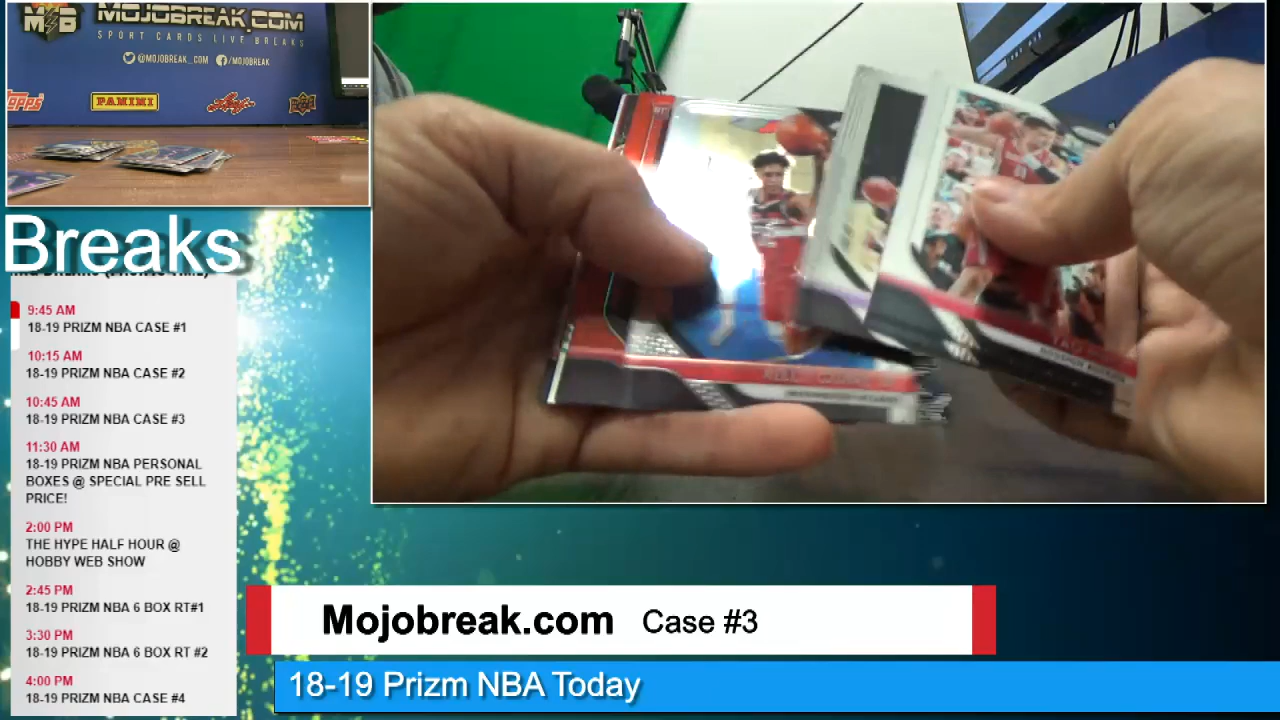 MOJOBREAK.COM
SPORT CARDS LIVE BREAKS
@MOJOBREAK_COM /MOJOBREAK
PANINI
Breaks
9:45 AM
18-19 PRIZM NBA CASE #1
10:15 AM
18-19 PRIZM NBA CASE #2
10:45 AM
18-19 PRIZM NBA CASE #3
11:30 AM
18-19 PRIZM NBA PERSONAL
BOXES @ SPECIAL PRE SELL
PRICE!
2:00 PM
THE HYPE HALF HOUR @
HOBBY WEB SHOW
2:45 PM
18-19 PRIZM NBA 6 BOX RT#1
3:30 PM
18-19 PRIZM NBA 6 BOX RT #2
4:00 PM
18-19 PRIZM NBA CASE #4
Mojobreak.com Case #3
18-19 Prizm NBA Today